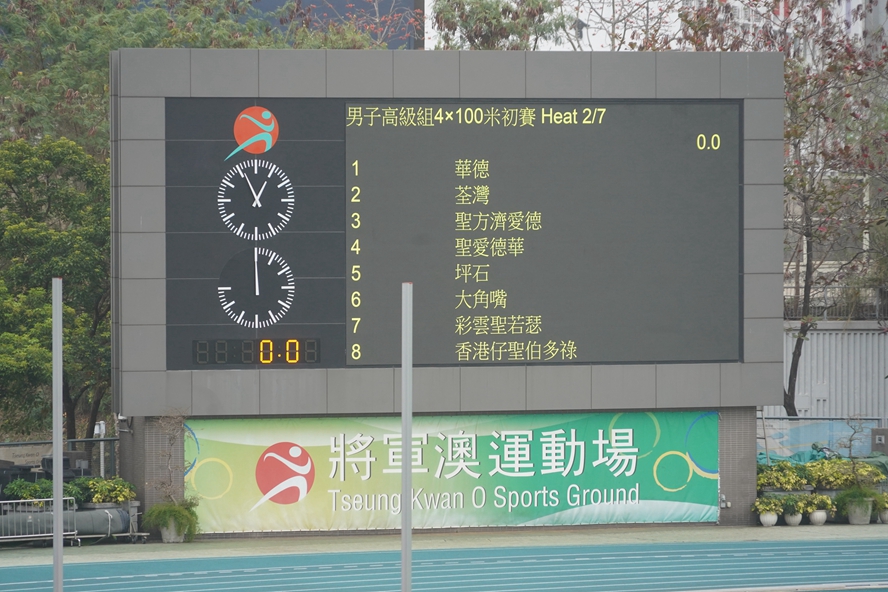 男子高級組4×100米初賽 Heat 2/7
0.0
1 華德
2 荃灣
3 聖方濟愛德
4 聖愛德華
5 坪石
6 大角嘴
7 彩雲聖若瑟
8 香港仔聖伯多祿
0.0
將軍澳運動場
Tseung Kwan O Sports Ground